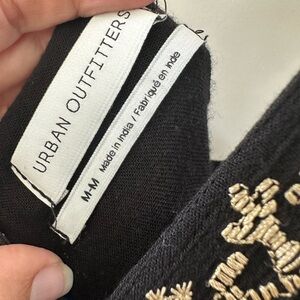 URBAN OUTFITTERS
M-M Made in India / Fabriqué en Inde